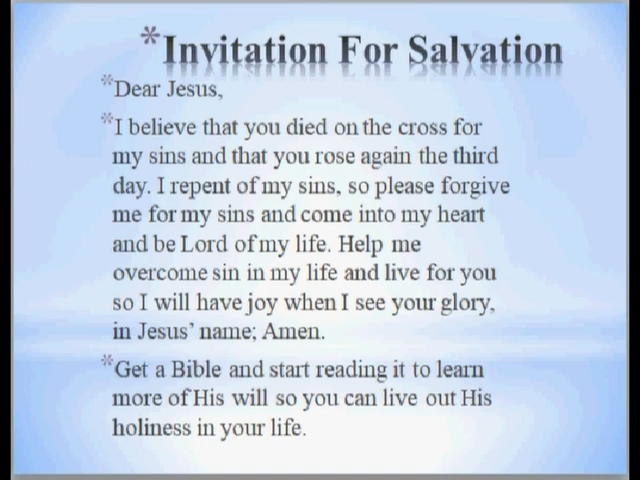 *Invitation For Salvation
*Dear Jesus,
*I believe that you died on the cross for
my sins and that you rose again the third
day. I repent of my sins, so please forgive
me for my sins and come into my heart
and be Lord of my life. Help me
overcome sin in my life and live for you
so I will have joy when I see your glory,
in Jesus’ name; Amen.
*Get a Bible and start reading it to learn
more of His will so you can live out His
holiness in your life.